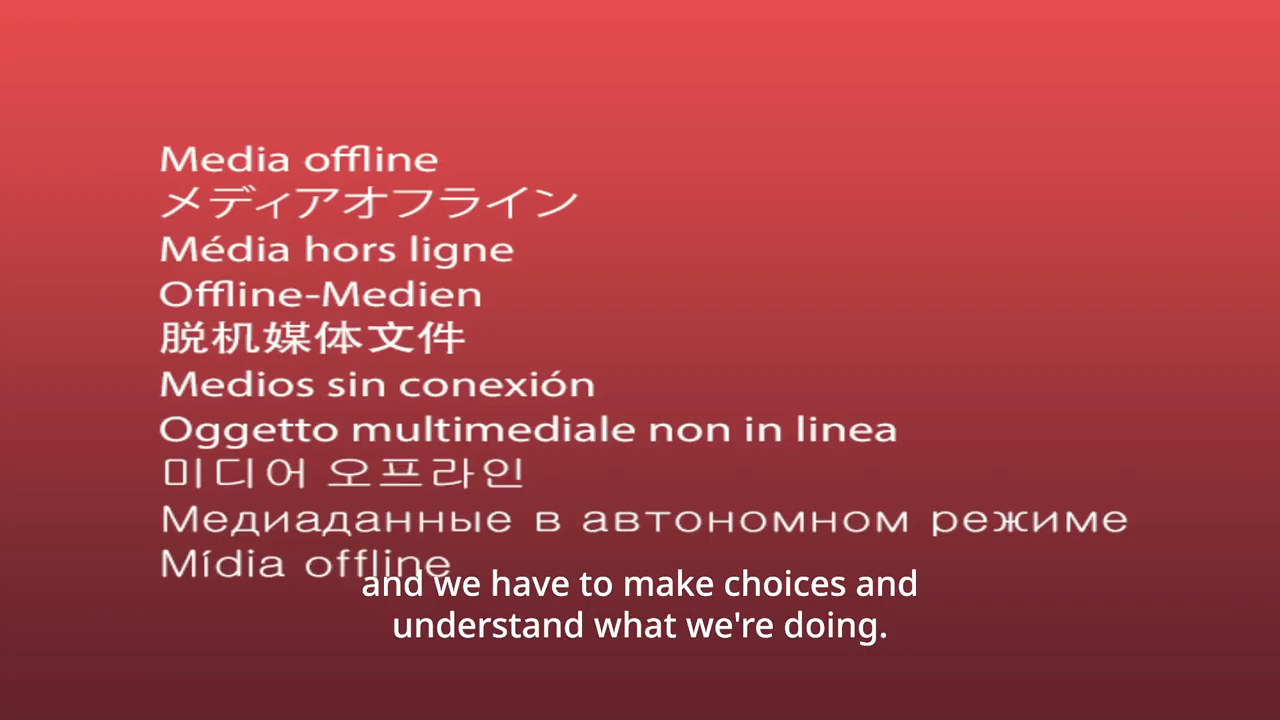 Media offline
メディアオフライン
Média hors ligne
Offline-Medien
脱机媒体文件
Medios sin conexión
Oggetto multimediale non in linea
미디어 오프라인
Медиаданные в автономном режиме
Mídia offline
and we have to make choices and
understand what we're doing.